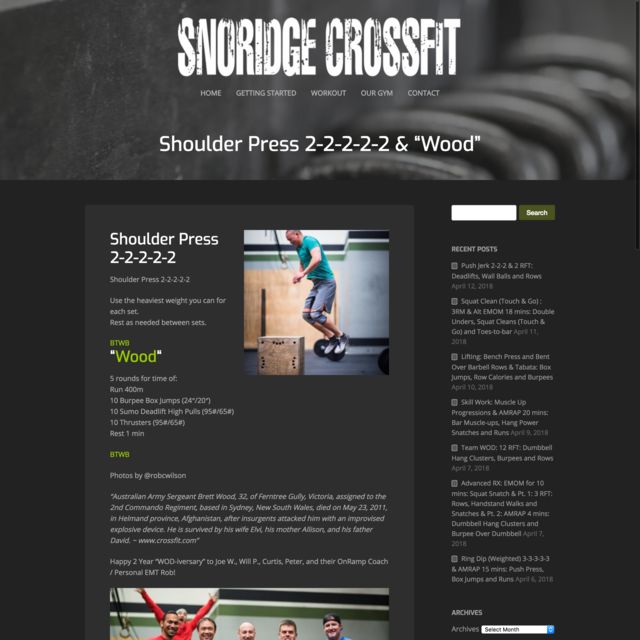 SNORIDGE CROSSFIT
HOME GETTING STARTED WORKOUT OUR GYM CONTACT
Shoulder Press 2-2-2-2-2 & “Wood”
Shoulder Press
2-2-2-2-2
Shoulder Press 2-2-2-2-2
Use the heaviest weight you can for
each set.
Rest as needed between sets.
BTWB
“Wood“
5 rounds for time of:
Run 400m
10 Burpee Box Jumps (24″/20″)
10 Sumo Deadlift High Pulls (95#/65#)
10 Thrusters (95#/65#)
Rest 1 min
BTWB
Photos by @robcwilson
“Australian Army Sergeant Brett Wood, 32, of Ferntree Gully, Victoria, assigned to the
2nd Commando Regiment, based in Sydney, New South Wales, died on May 23, 2011,
in Helmand province, Afghanistan, after insurgents attacked him with an improvised
explosive device. He is survived by his wife Elvi, his mother Allison, and his father
David. ~ www.crossfit.com”
Happy 2 Year “WOD-iversary” to Joe W., Will P., Curtis, Peter, and their OnRamp Coach
/ Personal EMT Rob!
Search
RECENT POSTS
Push Jerk 2-2-2 & 2 RFT:
Deadlifts, Wall Balls and Rows
April 12, 2018
Squat Clean (Touch & Go) :
3RM & Alt EMOM 18 mins: Double
Unders, Squat Cleans (Touch &
Go) and Toes-to-bar April 11,
2018
Lifting: Bench Press and Bent
Over Barbell Rows & Tabata: Box
Jumps, Row Calories and Burpees
April 10, 2018
Skill Work: Muscle Up
Progressions & AMRAP 20 mins:
Bar Muscle-ups, Hang Power
Snatches and Runs April 9, 2018
Team WOD: 12 RFT: Dumbbell
Hang Clusters, Burpees and Rows
April 7, 2018
Advanced RX: EMOM for 10
mins: Squat Snatch & Pt. 1: 3 RFT:
Rows, Handstand Walks and
Snatches & Pt. 2: AMRAP 4 mins:
Dumbbell Hang Clusters and
Burpee Over Dumbbell April 7,
2018
Ring Dip (Weighted) 3-3-3-3-3
& AMRAP 15 mins: Push Press,
Box Jumps and Runs April 6, 2018
ARCHIVES
Archives Select Month